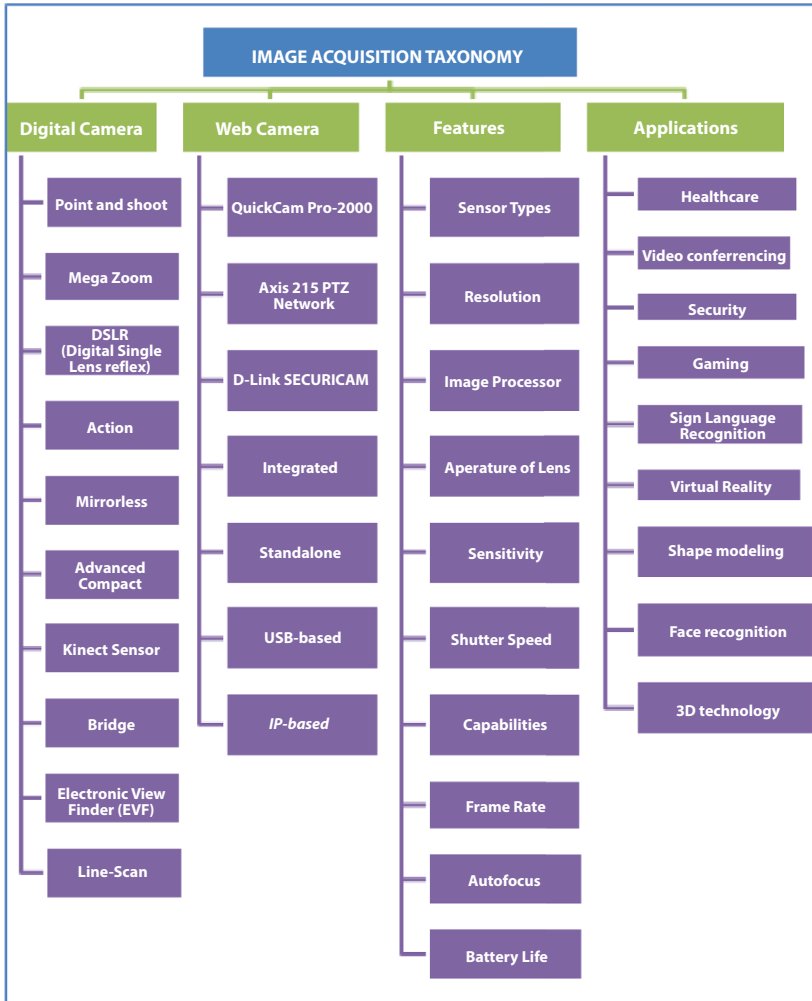 IMAGE ACQUISITION TAXONOMY
Digital Camera
Point and shoot
Mega Zoom
DSLR
(Digital Single
Lens reflex)
Action
Mirrorless
Advanced
Compact
Kinect Sensor
Bridge
Electronic View
Finder (EVF)
Line-Scan
Web Camera
QuickCam Pro-2000
Axis 215 PTZ
Network
D-Link SECURICAM
Integrated
Standalone
USB-based
IP-based
Features
Sensor Types
Resolution
Image Processor
Aperature of Lens
Sensitivity
Shutter Speed
Capabilities
Frame Rate
Autofocus
Battery Life
Applications
Healthcare
Video conferrencing
Security
Gaming
Sign Language
Recognition
Virtual Reality
Shape modeling
Face recognition
3D technology